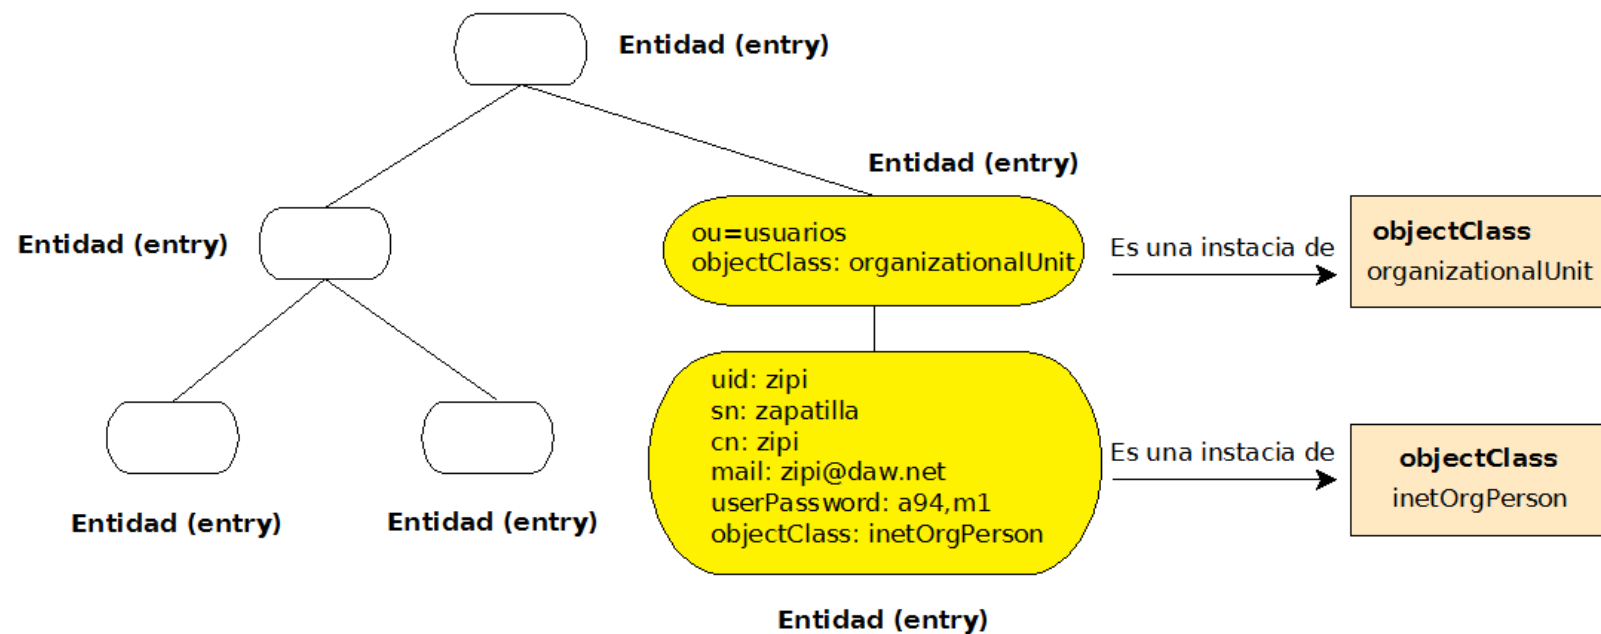 Entidad (entry)
Entidad (entry)
ou=usuarios
objectClass: organizationalUnit
Es una instacia de
objectClass
organizationalUnit
Entidad (entry)
uid: zipi
sn: zapatilla
cn: zipi
mail: zipi@daw.net
userPassword: a94,m1
objectClass: inetOrgPerson
Es una instacia de
objectClass
inetOrgPerson
Entidad (entry)
Entidad (entry)
Entidad (entry)